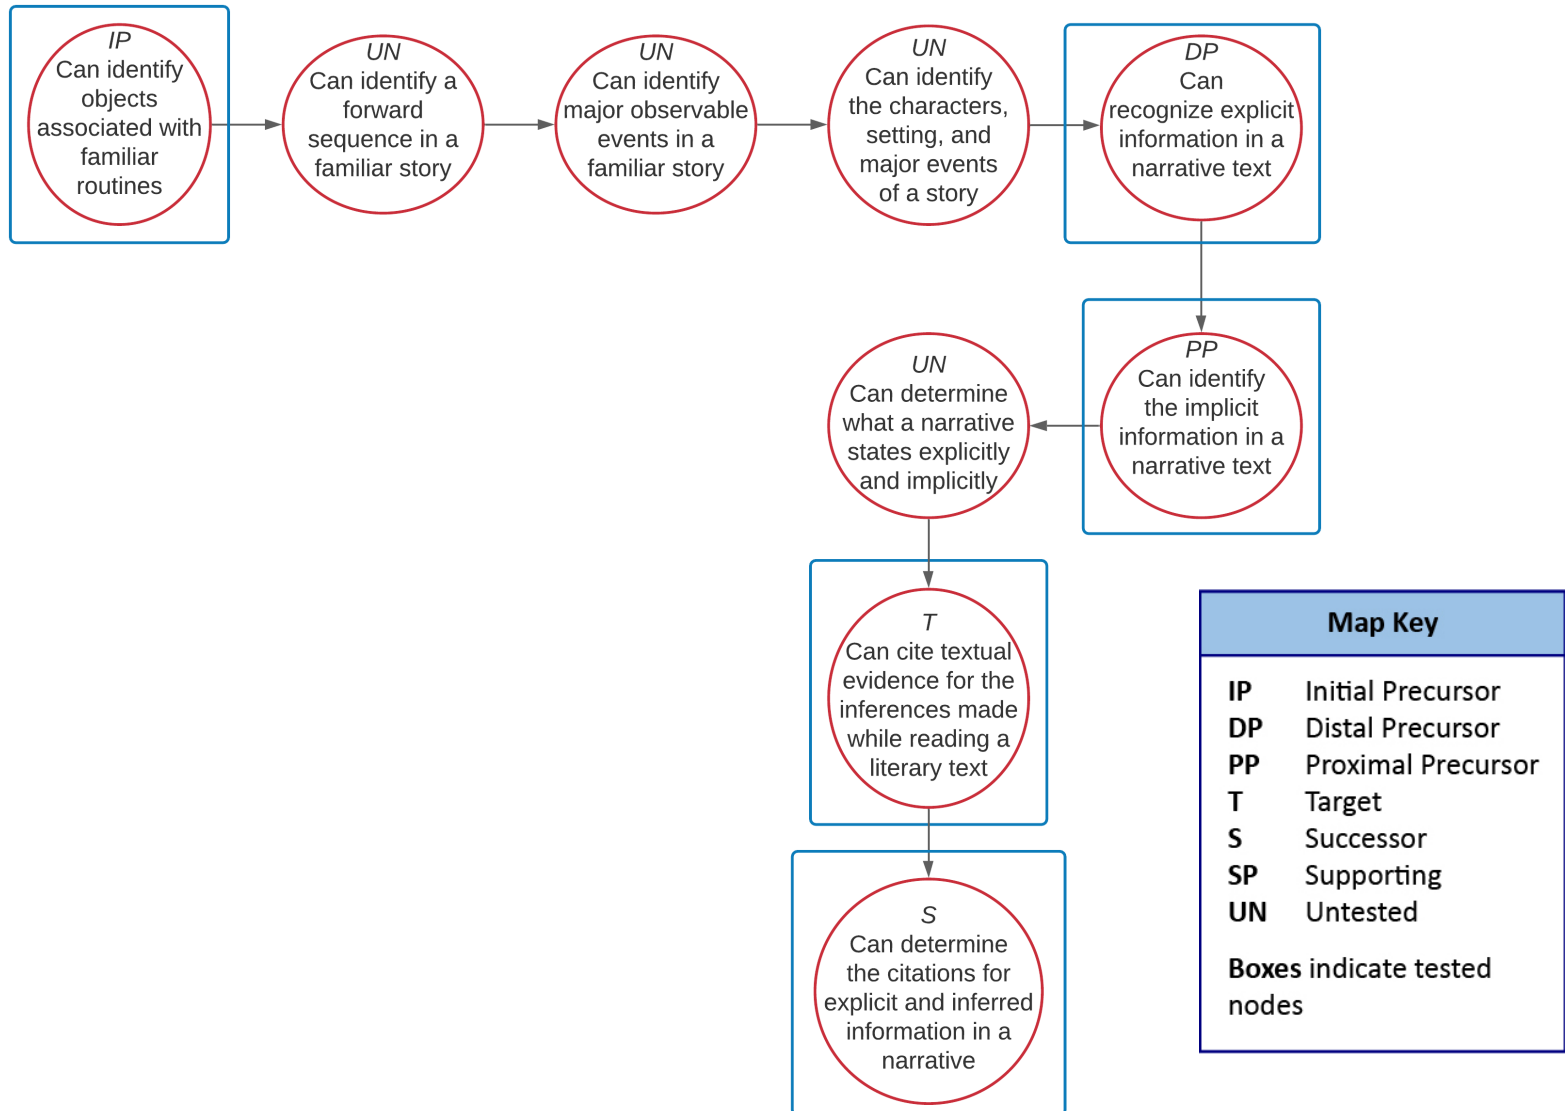 IP
Can identify
objects
associated with
familiar
routines
UN
Can identify a
forward
sequence in a
familiar story
UN
Can identify
major observable
events in a
familiar story
UN
Can identify
the characters,
setting, and
major events
of a story
DP
Can
recognize explicit
information in a
narrative text
PP
Can identify
the implicit
information in a
narrative text
UN
Can determine
what a narrative
states explicitly
and implicitly
T
Can cite textual
evidence for the
inferences made
while reading a
literary text
S
Can determine
the citations for
explicit and inferred
information in a
narrative
Map Key
IP Initial Precursor
DP Distal Precursor
PP Proximal Precursor
T Target
S Successor
SP Supporting
UN Untested
Boxes indicate tested
nodes